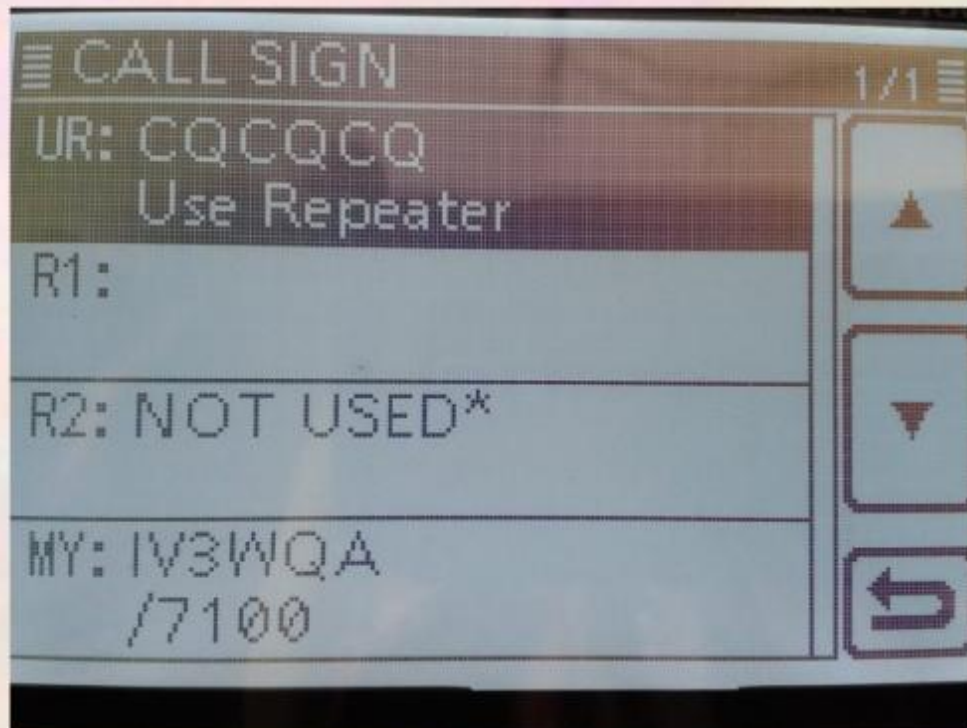 CALL SIGN 1/1
UR: CQCQCQ
Use Repeater
R1:
R2: NOT USED*
MY: IV3WQA
/7100